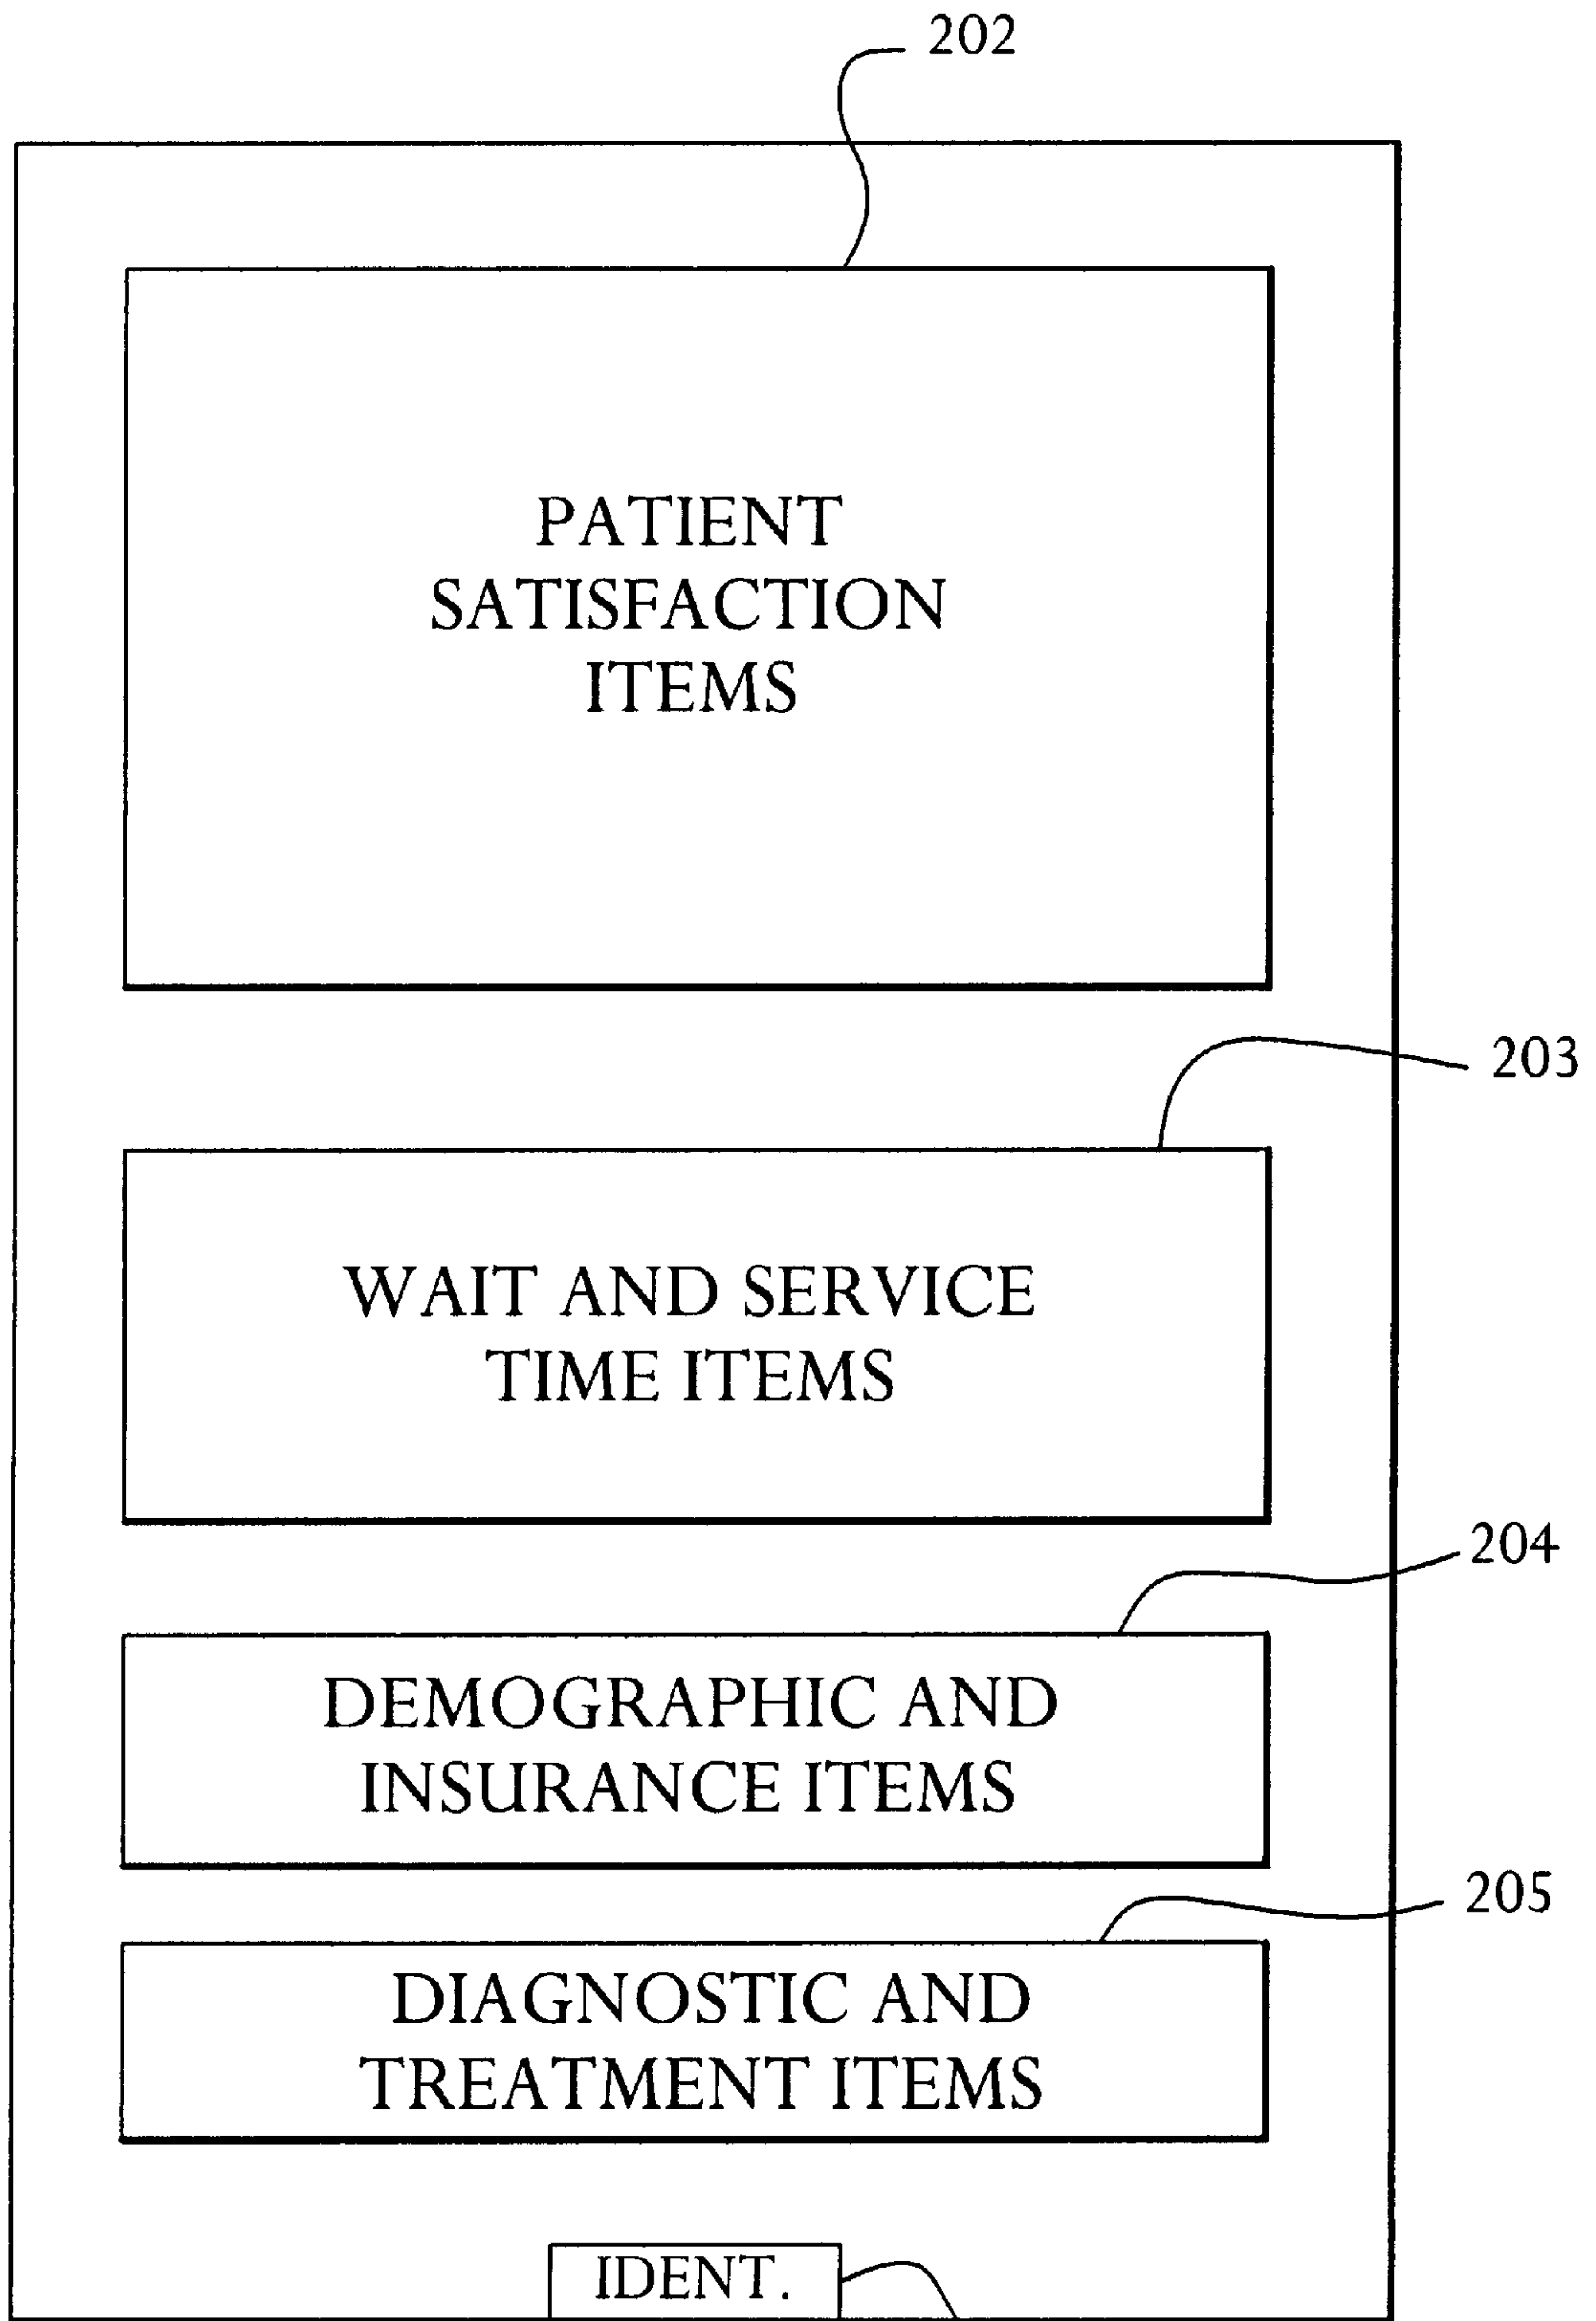 202
PATIENT
SATISFACTION
ITEMS
203
WAIT AND SERVICE
TIME ITEMS
204
DEMOGRAPHIC AND
INSURANCE ITEMS
205
DIAGNOSTIC AND
TREATMENT ITEMS
IDENT.